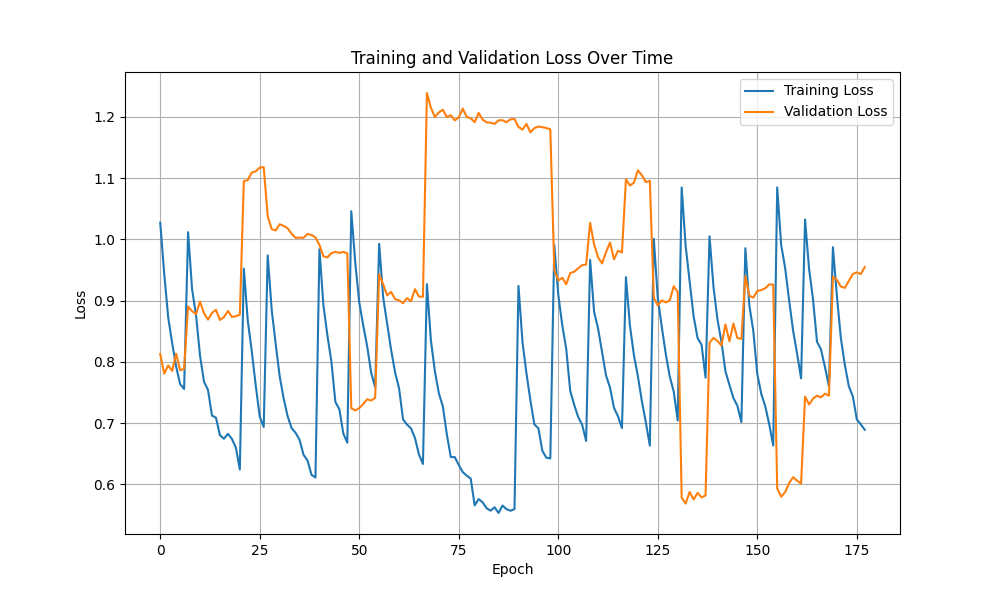 Training and Validation Loss Over Time
Training Loss
Validation Loss
1.2
1.1
1.0
0.9
0.8
0.7
0.6
Loss
0 25 50 75 100 125 150 175
Epoch